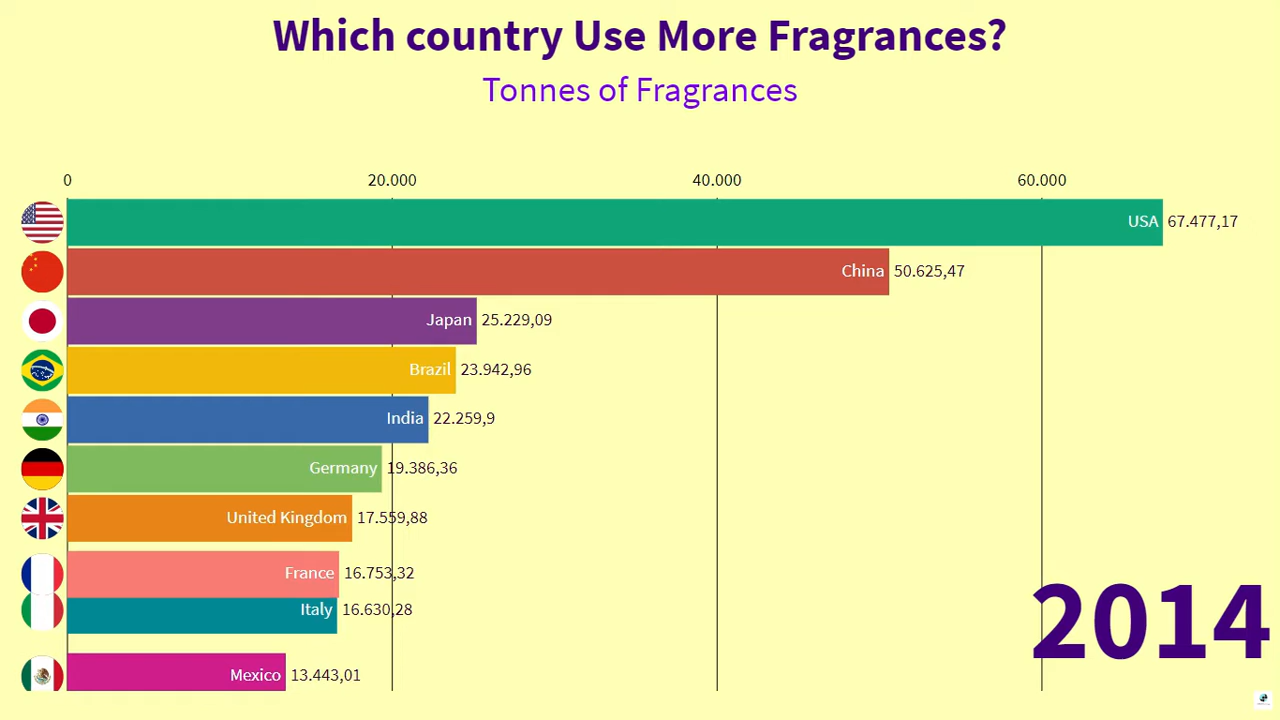 Which country Use More Fragrances?
Tonnes of Fragrances
0 20.000 40.000 60.000
USA 67.477,17
China 50.625,47
Japan 25.229,09
Brazil 23.942,96
India 22.259,9
Germany 19.386,36
United Kingdom 17.559,88
France 16.753,32
Italy 16.630,28
Mexico 13.443,01
2014